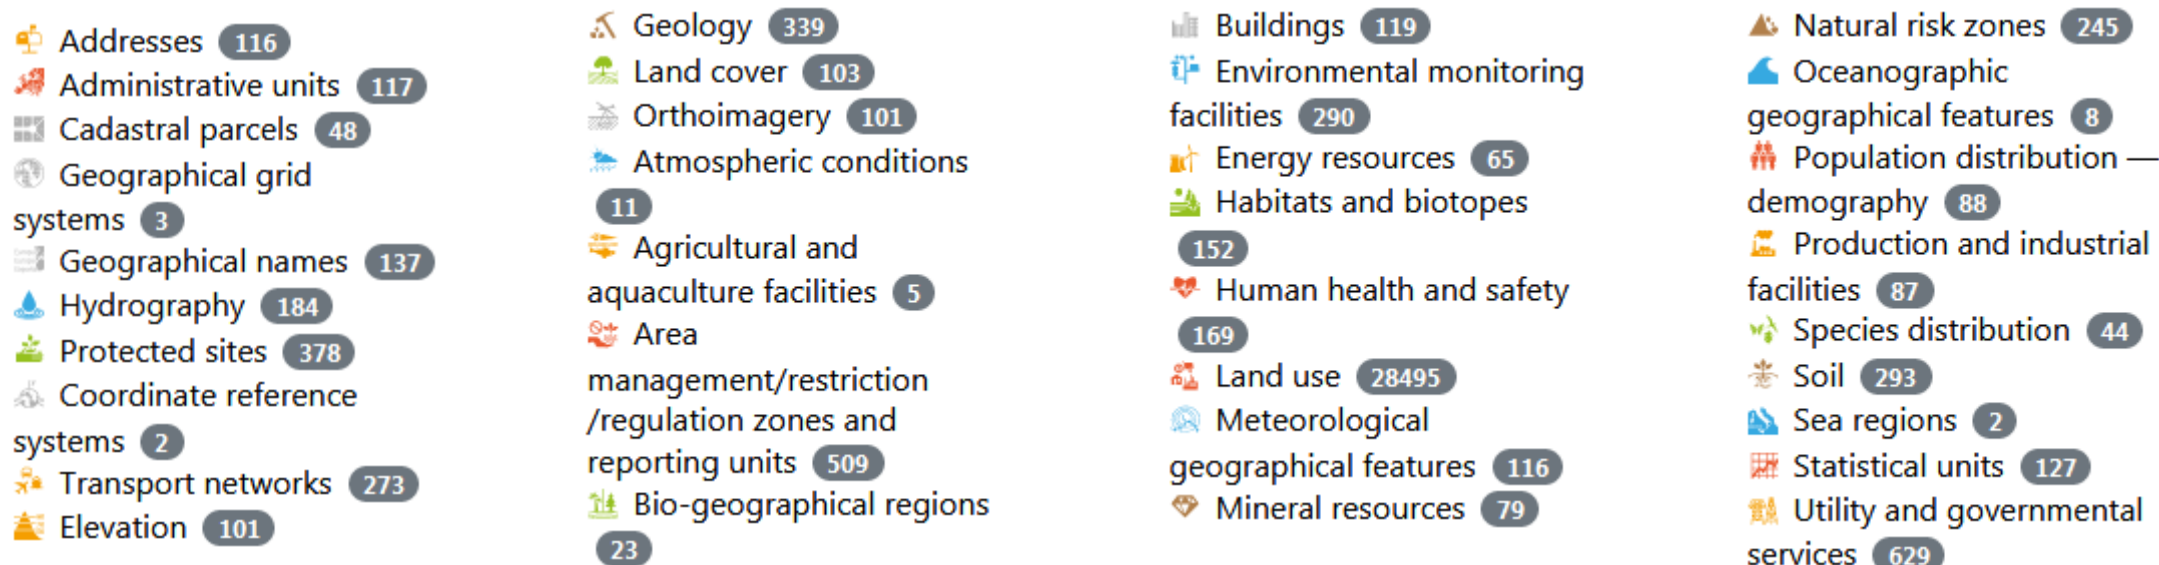 Addresses 116
Administrative units 117
Cadastral parcels 48
Geographical grid
systems 3
Geographical names 137
Hydrography 184
Protected sites 378
Coordinate reference
systems 2
Transport networks 273
Elevation 101
Geology 339
Land cover 103
Orthoimagery 101
Atmospheric conditions
11
Agricultural and
aquaculture facilities 5
Area
management/restriction
/regulation zones and
reporting units 509
Bio-geographical regions
23
Buildings 119
Environmental monitoring
facilities 290
Energy resources 65
Habitats and biotopes
152
Human health and safety
169
Land use 28495
Meteorological
geographical features 116
Mineral resources 79
Natural risk zones 245
Oceanographic
geographical features 8
Population distribution —
demography 88
Production and industrial
facilities 87
Species distribution 44
Soil 293
Sea regions 2
Statistical units 127
Utility and governmental
services 629